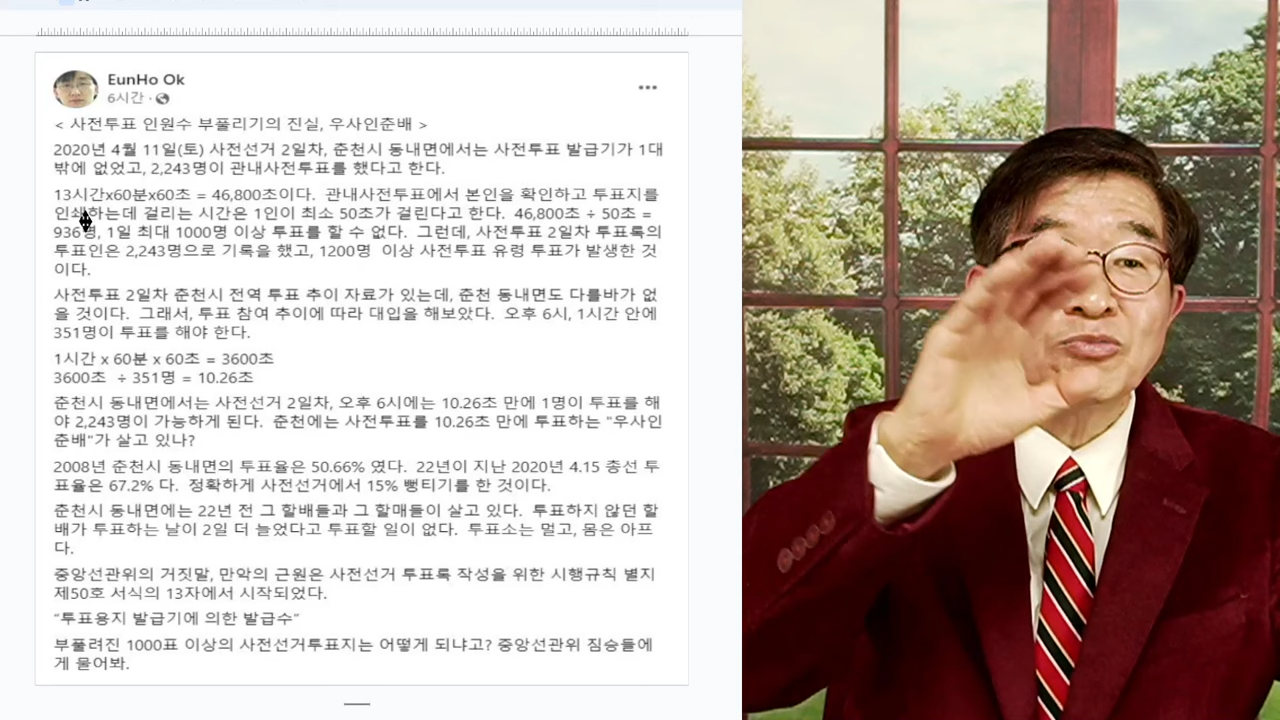 EunHo Ok
6시간 ·
< 사전투표 인원수 부풀리기의 진실, 우사인춘배 >
2020년 4월 11일(토) 사전선거 2일차, 춘천시 동내면에서는 사전투표 발급기가 1대
밖에 없었고, 2,243명이 관내사전투표를 했다고 한다.
13시간x60분x60초 = 46,800초이다. 관내사전투표에서 본인을 확인하고 투표지를
인쇄하는데 걸리는 시간은 1인이 최소 50초가 걸린다고 한다. 46,800초 ÷ 50초 =
936명, 1일 최대 1000명 이상 투표를 할 수 없다. 그런데, 사전투표 2일차 투표록의
투표인은 2,243명으로 기록을 했고, 1200명 이상 사전투표 유령 투표가 발생한 것
이다.
사전투표 2일차 춘천시 전역 투표 추이 자료가 있는데, 춘천 동내면도 다를바가 없
을 것이다. 그래서, 투표 참여 추이에 따라 대입을 해보았다. 오후 6시, 1시간 안에
351명이 투표를 해야 한다.
1시간 x 60분 x 60초 = 3600초
3600초 ÷ 351명 = 10.26초
춘천시 동내면에서는 사전선거 2일차, 오후 6시에는 10.26초 만에 1명이 투표를 해
야 2,243명이 가능하게 된다. 춘천에는 사전투표를 10.26초 만에 투표하는 "우사인
춘배"가 살고 있나?
2008년 춘천시 동내면의 투표율은 50.66% 였다. 22년이 지난 2020년 4.15 총선 투
표율은 67.2% 다. 정확하게 사전선거에서 15% 뻥티기를 한 것이다.
춘천시 동내면에는 22년 전 그 할배들과 그 할매들이 살고 있다. 투표하지 않던 할
배가 투표하는 날이 2일 더 늘었다고 투표할 일이 없다. 투표소는 멀고, 몸은 아프
다.
중앙선관위의 거짓말, 만악의 근원은 사전선거 투표록 작성을 위한 시행규칙 별지
제50호 서식의 13자에서 시작되었다.
"투표용지 발급기에 의한 발급수"
부풀려진 1000표 이상의 사전선거투표지는 어떻게 되냐고? 중앙선관위 짐승들에
게 물어봐.